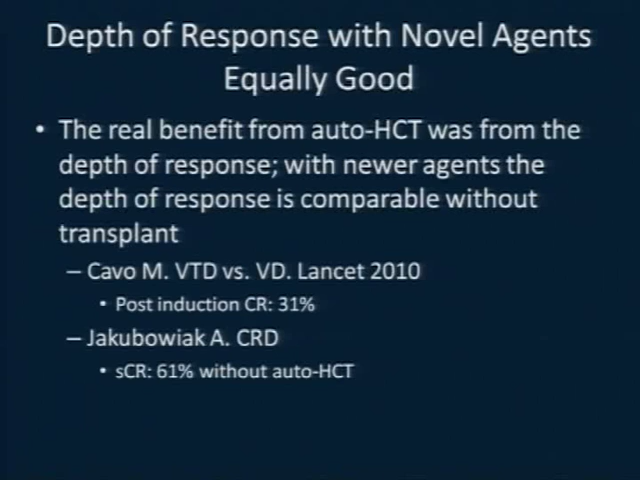 Depth of Response with Novel Agents
Equally Good
• The real benefit from auto-HCT was from the
depth of response; with newer agents the
depth of response is comparable without
transplant
– Cavo M. VTD vs. VD. Lancet 2010
• Post induction CR: 31%
– Jakubowiak A. CRD
• sCR: 61% without auto-HCT